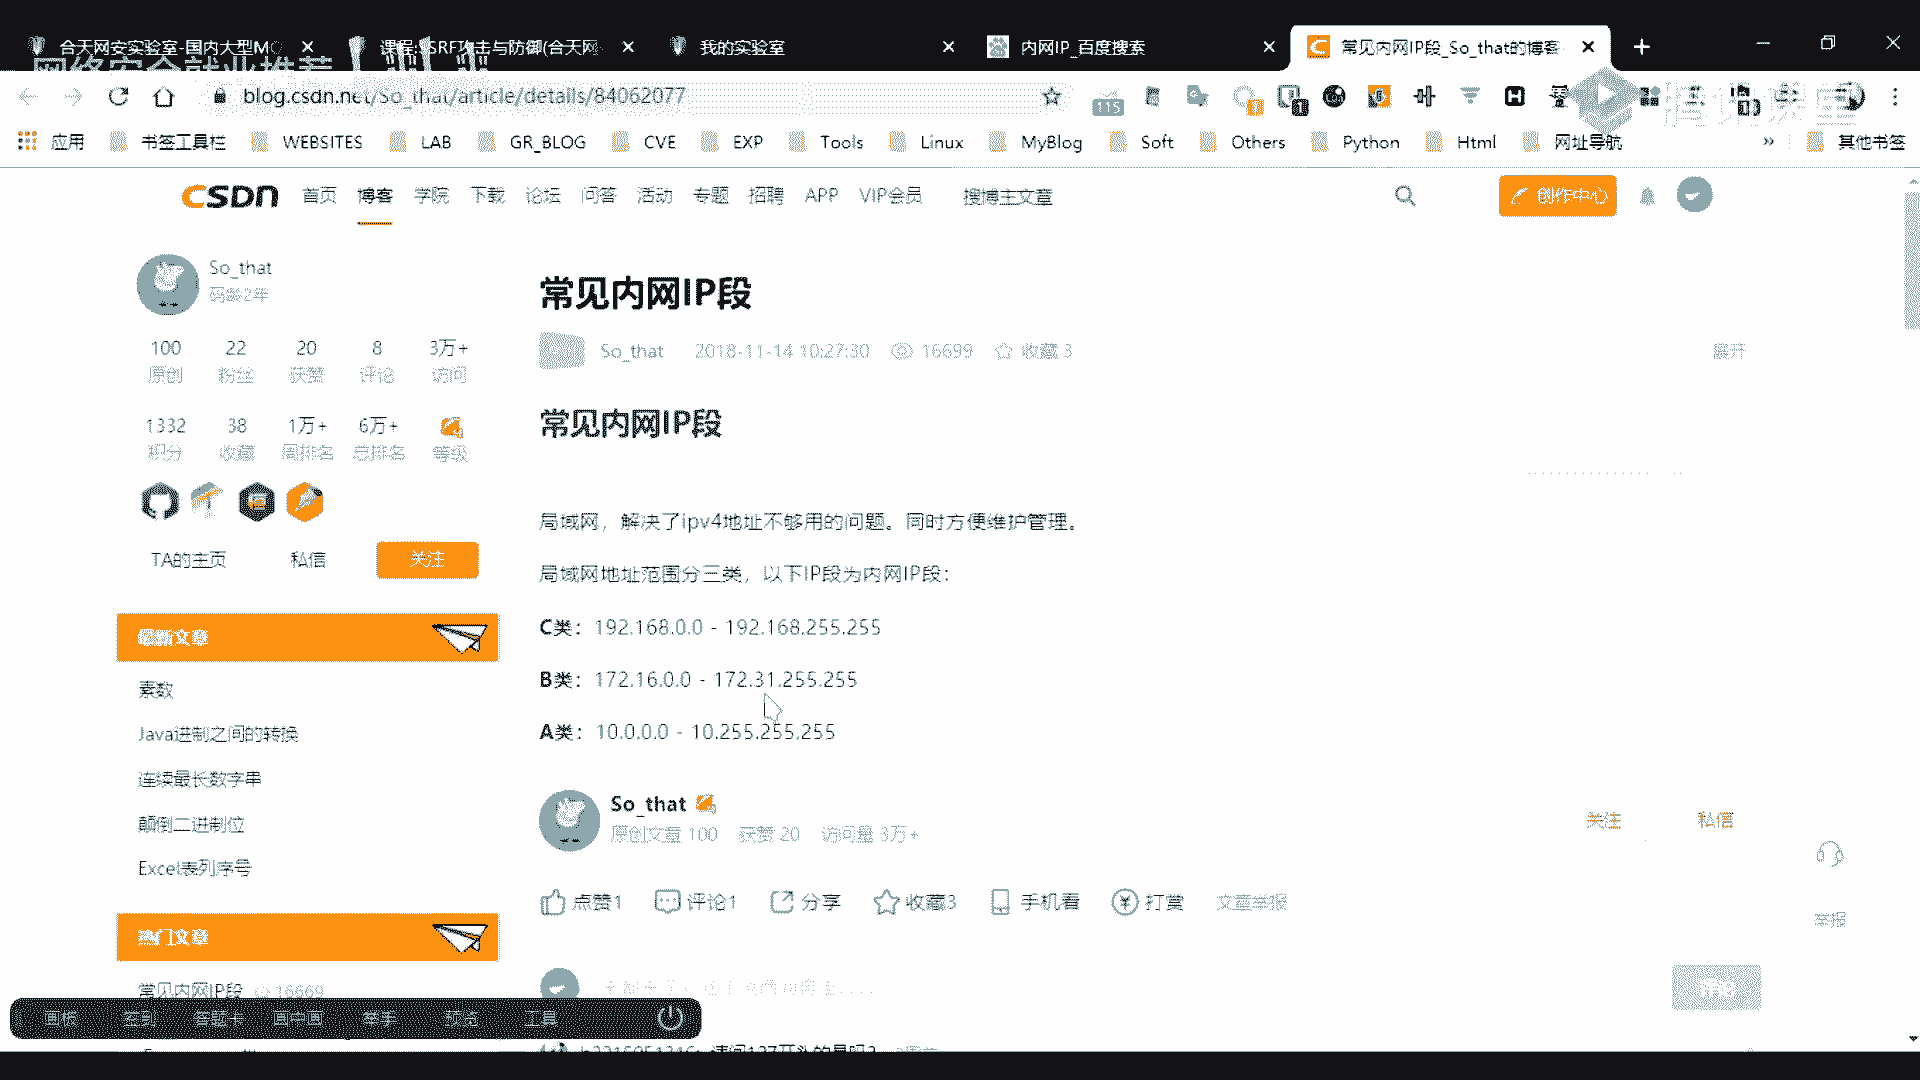 合天网安实验室-国内大型M
课程:SSRF攻击与防御(合天网
我的实验室
内网IP_百度搜索
常见内网IP段_So_that的博客
网络安全就业推荐
腾讯课堂
blog.csdn.net/So_that/article/details/84062077
115
应用
书签工具栏
WEBSITES
LAB
GR_BLOG
CVE
EXP
Tools
Linux
MyBlog
Soft
Others
Python
Html
网址导航
其他书签
CSDN
首页
博客
学院
下载
论坛
问答
活动
专题
招聘
APP
VIP会员
搜博主文章
创作中心
So_that
码龄2年
100 22 20 8 3万+
原创 粉丝 获赞 评论 访问
1332 38 1万+ 6万+
积分 收藏 周排名 总排名 等级
TA的主页 私信 关注
最新文章
素数
Java进制之间的转换
连续最长数字串
颠倒二进制位
Excel表列序号
热门文章
常见内网IP段 16669
常见内网IP段
So_that 2018-11-14 10:27:30 16699 收藏 3 展开
常见内网IP段
局域网，解决了ipv4地址不够用的问题。同时方便维护管理。
局域网地址范围分三类，以下IP段为内网IP段：
C类：192.168.0.0 - 192.168.255.255
B类：172.16.0.0 - 172.31.255.255
A类：10.0.0.0 - 10.255.255.255
So_that
原创文章 100 获赞 20 访问量 3万+
关注 私信
点赞1 评论1 分享 收藏3 手机看 打赏 文章举报
举报
画板 签到 答题卡 画中画 举手 预览 工具